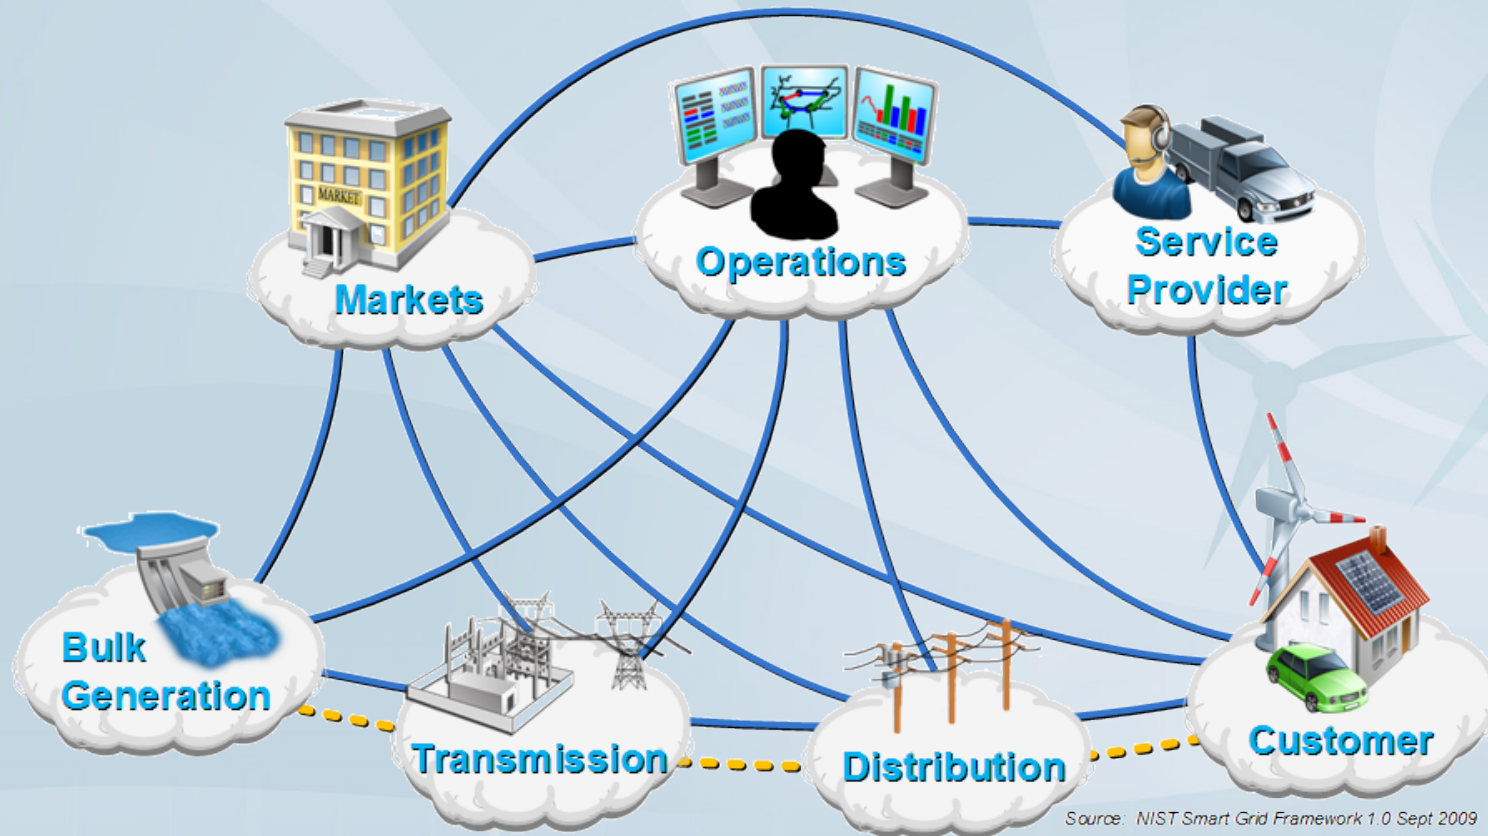 MARKET
Markets
Operations
Service
Provider
Bulk
Generation
Transmission
Distribution
Customer
Source: NIST Smart Grid Framework 1.0 Sept 2009